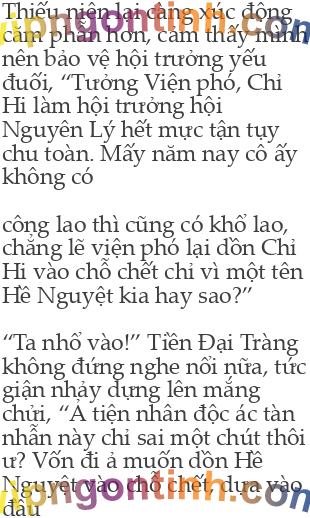 Thiếu niên lại càng xúc động
căm phẫn hơn, cảm thấy mình
nên bảo vệ hội trưởng yếu
đuối, “Tưởng Viện phó, Chi
Hi làm hội trưởng hội
Nguyên Lý hết mực tận tụy
chu toàn. Mấy năm nay cô ấy
không có

công lao thì cũng có khổ lao,
chẳng lẽ viện phó lại dồn Chi
Hi vào chỗ chết chỉ vì một tên
Hề Nguyệt kia hay sao?”

“Ta nhổ vào!” Tiền Đại Tràng
không đứng nghe nổi nữa, tức
giận nhảy dựng lên mắng
chửi, “Ả tiện nhân độc ác tàn
nhẫn này chỉ sai một chút thôi
ư? Vốn đi ả muốn dồn Hề
Nguyệt vào chỗ chết, dựa vào
đâu